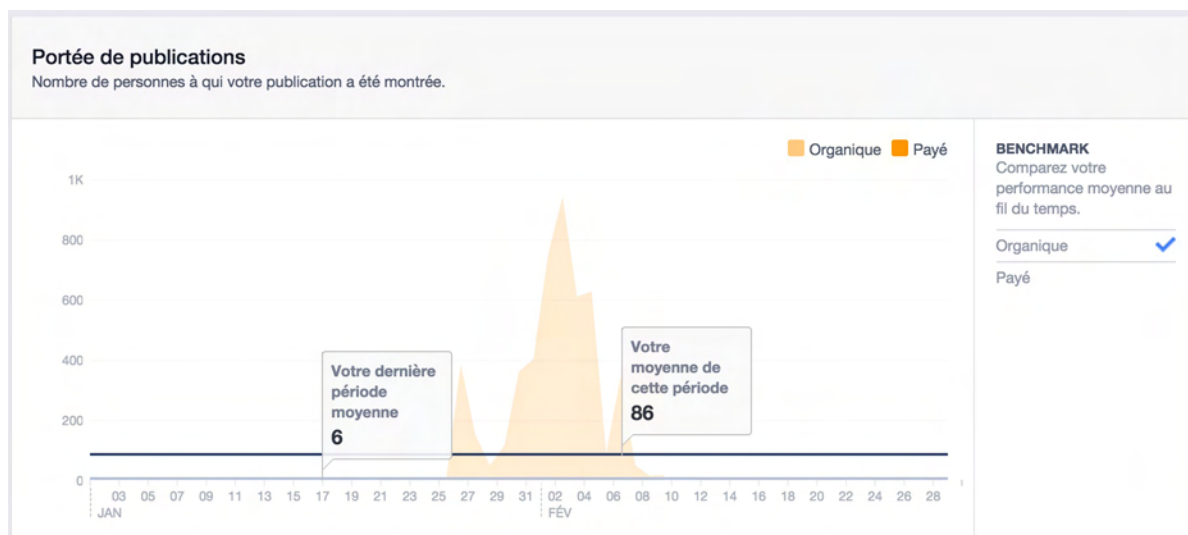 Portée de publications
Nombre de personnes à qui votre publication a été montrée.
Organique Payé
1K
800
600
400
200
0
Votre dernière
période
moyenne
6
Votre
moyenne de
cette période
86
03 05 07 09 11 13 15 17 19 21 23 25 27 29 31 02 04 06 08 10 12 14 16 18 20 22 24 26 28
JAN FÉV
BENCHMARK
Comparez votre
performance moyenne au
fil du temps.
Organique
Payé